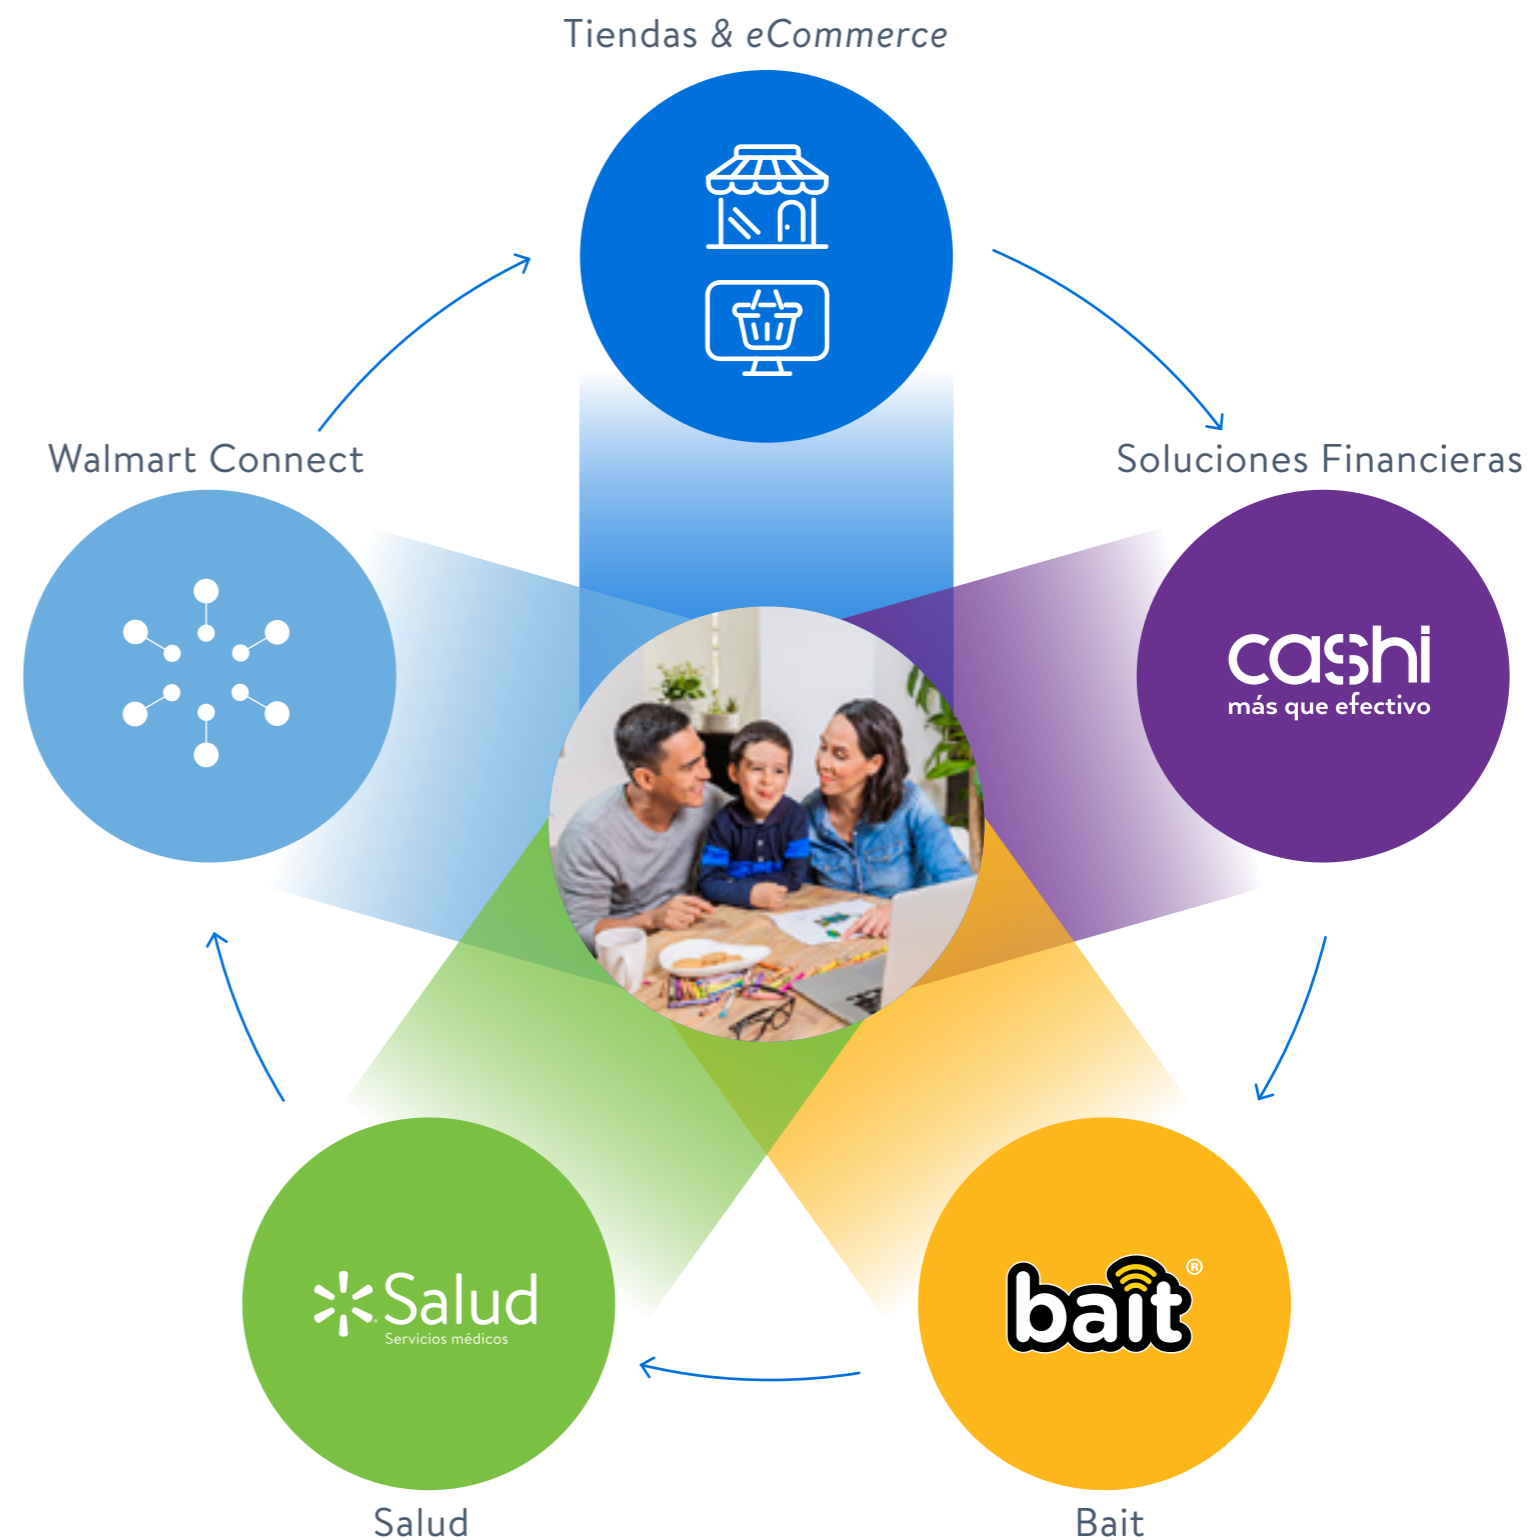 Tiendas & eCommerce
Walmart Connect
Soluciones Financieras
cashi
más que efectivo
Salud
Servicios médicos
bait®
Salud
Bait